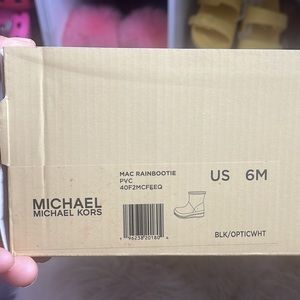 MAC RAINBOOTIE
PVC
40F2MCFEEQ
US 6M
MICHAEL
MICHAEL KORS
BLK/OPTICWHT